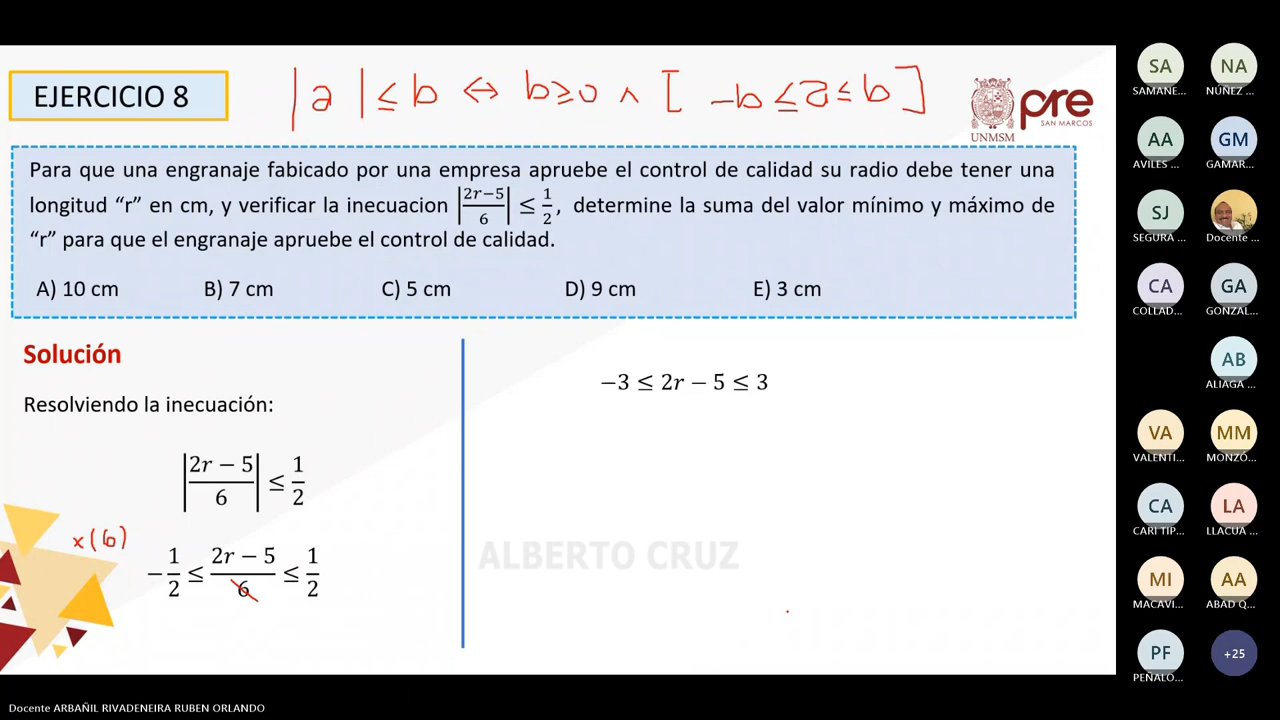 EJERCICIO 8
|a| ≤ b ⇔ b ≥ 0 ∧ [ -b ≤ a ≤ b ]
UNMSM
pre
SAN MARCOS
Para que una engranaje fabicado por una empresa apruebe el control de calidad su radio debe tener una
longitud “r” en cm, y verificar la inecuacion |(2r−5)/6| ≤ 1/2, determine la suma del valor mínimo y máximo de
“r” para que el engranaje apruebe el control de calidad.
A) 10 cm B) 7 cm C) 5 cm D) 9 cm E) 3 cm
Solución
Resolviendo la inecuación:
|(2r − 5)/6| ≤ 1/2
x(6)
−1/2 ≤ (2r − 5)/6 ≤ 1/2
−3 ≤ 2r − 5 ≤ 3
ALBERTO CRUZ
SA
SAMANE...
NA
NÚÑEZ ...
AA
AVILES ...
GM
GAMAR...
SJ
SEGURA ...
Docente ...
CA
COLLAD...
GA
GONZAL...
AB
ALIAGA ...
VA
VALENTI...
MM
MONZÓ...
CA
CARI TIP...
LA
LLACUA ...
MI
MACAVI...
AA
ABAD Q...
PF
PEÑALO...
+25
Docente ARBAÑIL RIVADENEIRA RUBEN ORLANDO